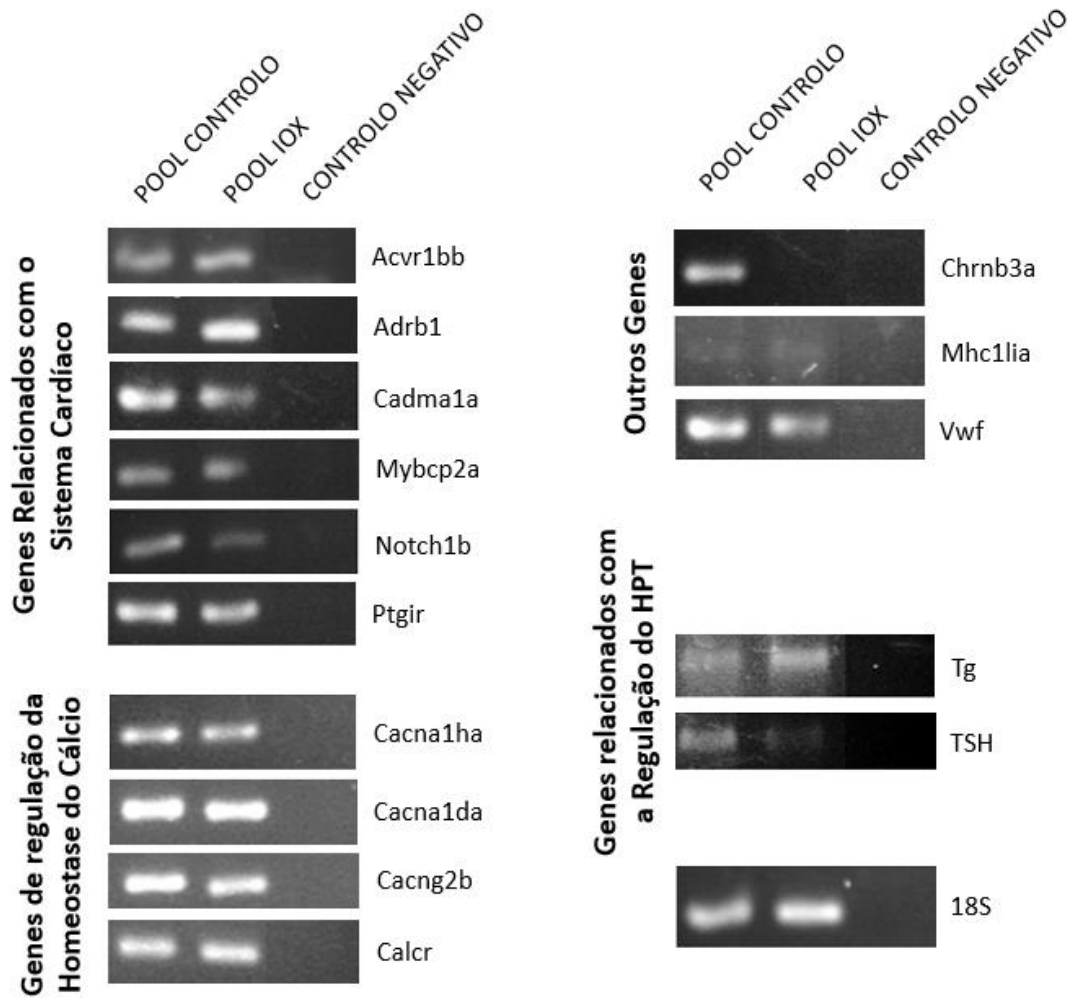 POOL CONTROLO
POOL IOX
CONTROLO NEGATIVO
Genes Relacionados com o
Sistema Cardíaco
Acvr1bb
Adrb1
Cadma1a
Mybcp2a
Notch1b
Ptgir
Genes de regulação da
Homeostase do Cálcio
Cacna1ha
Cacna1da
Cacng2b
Calcr
POOL CONTROLO
POOL IOX
CONTROLO NEGATIVO
Outros Genes
Chrnb3a
Mhc1lia
Vwf
Genes relacionados com
a Regulação do HPT
Tg
TSH
18S